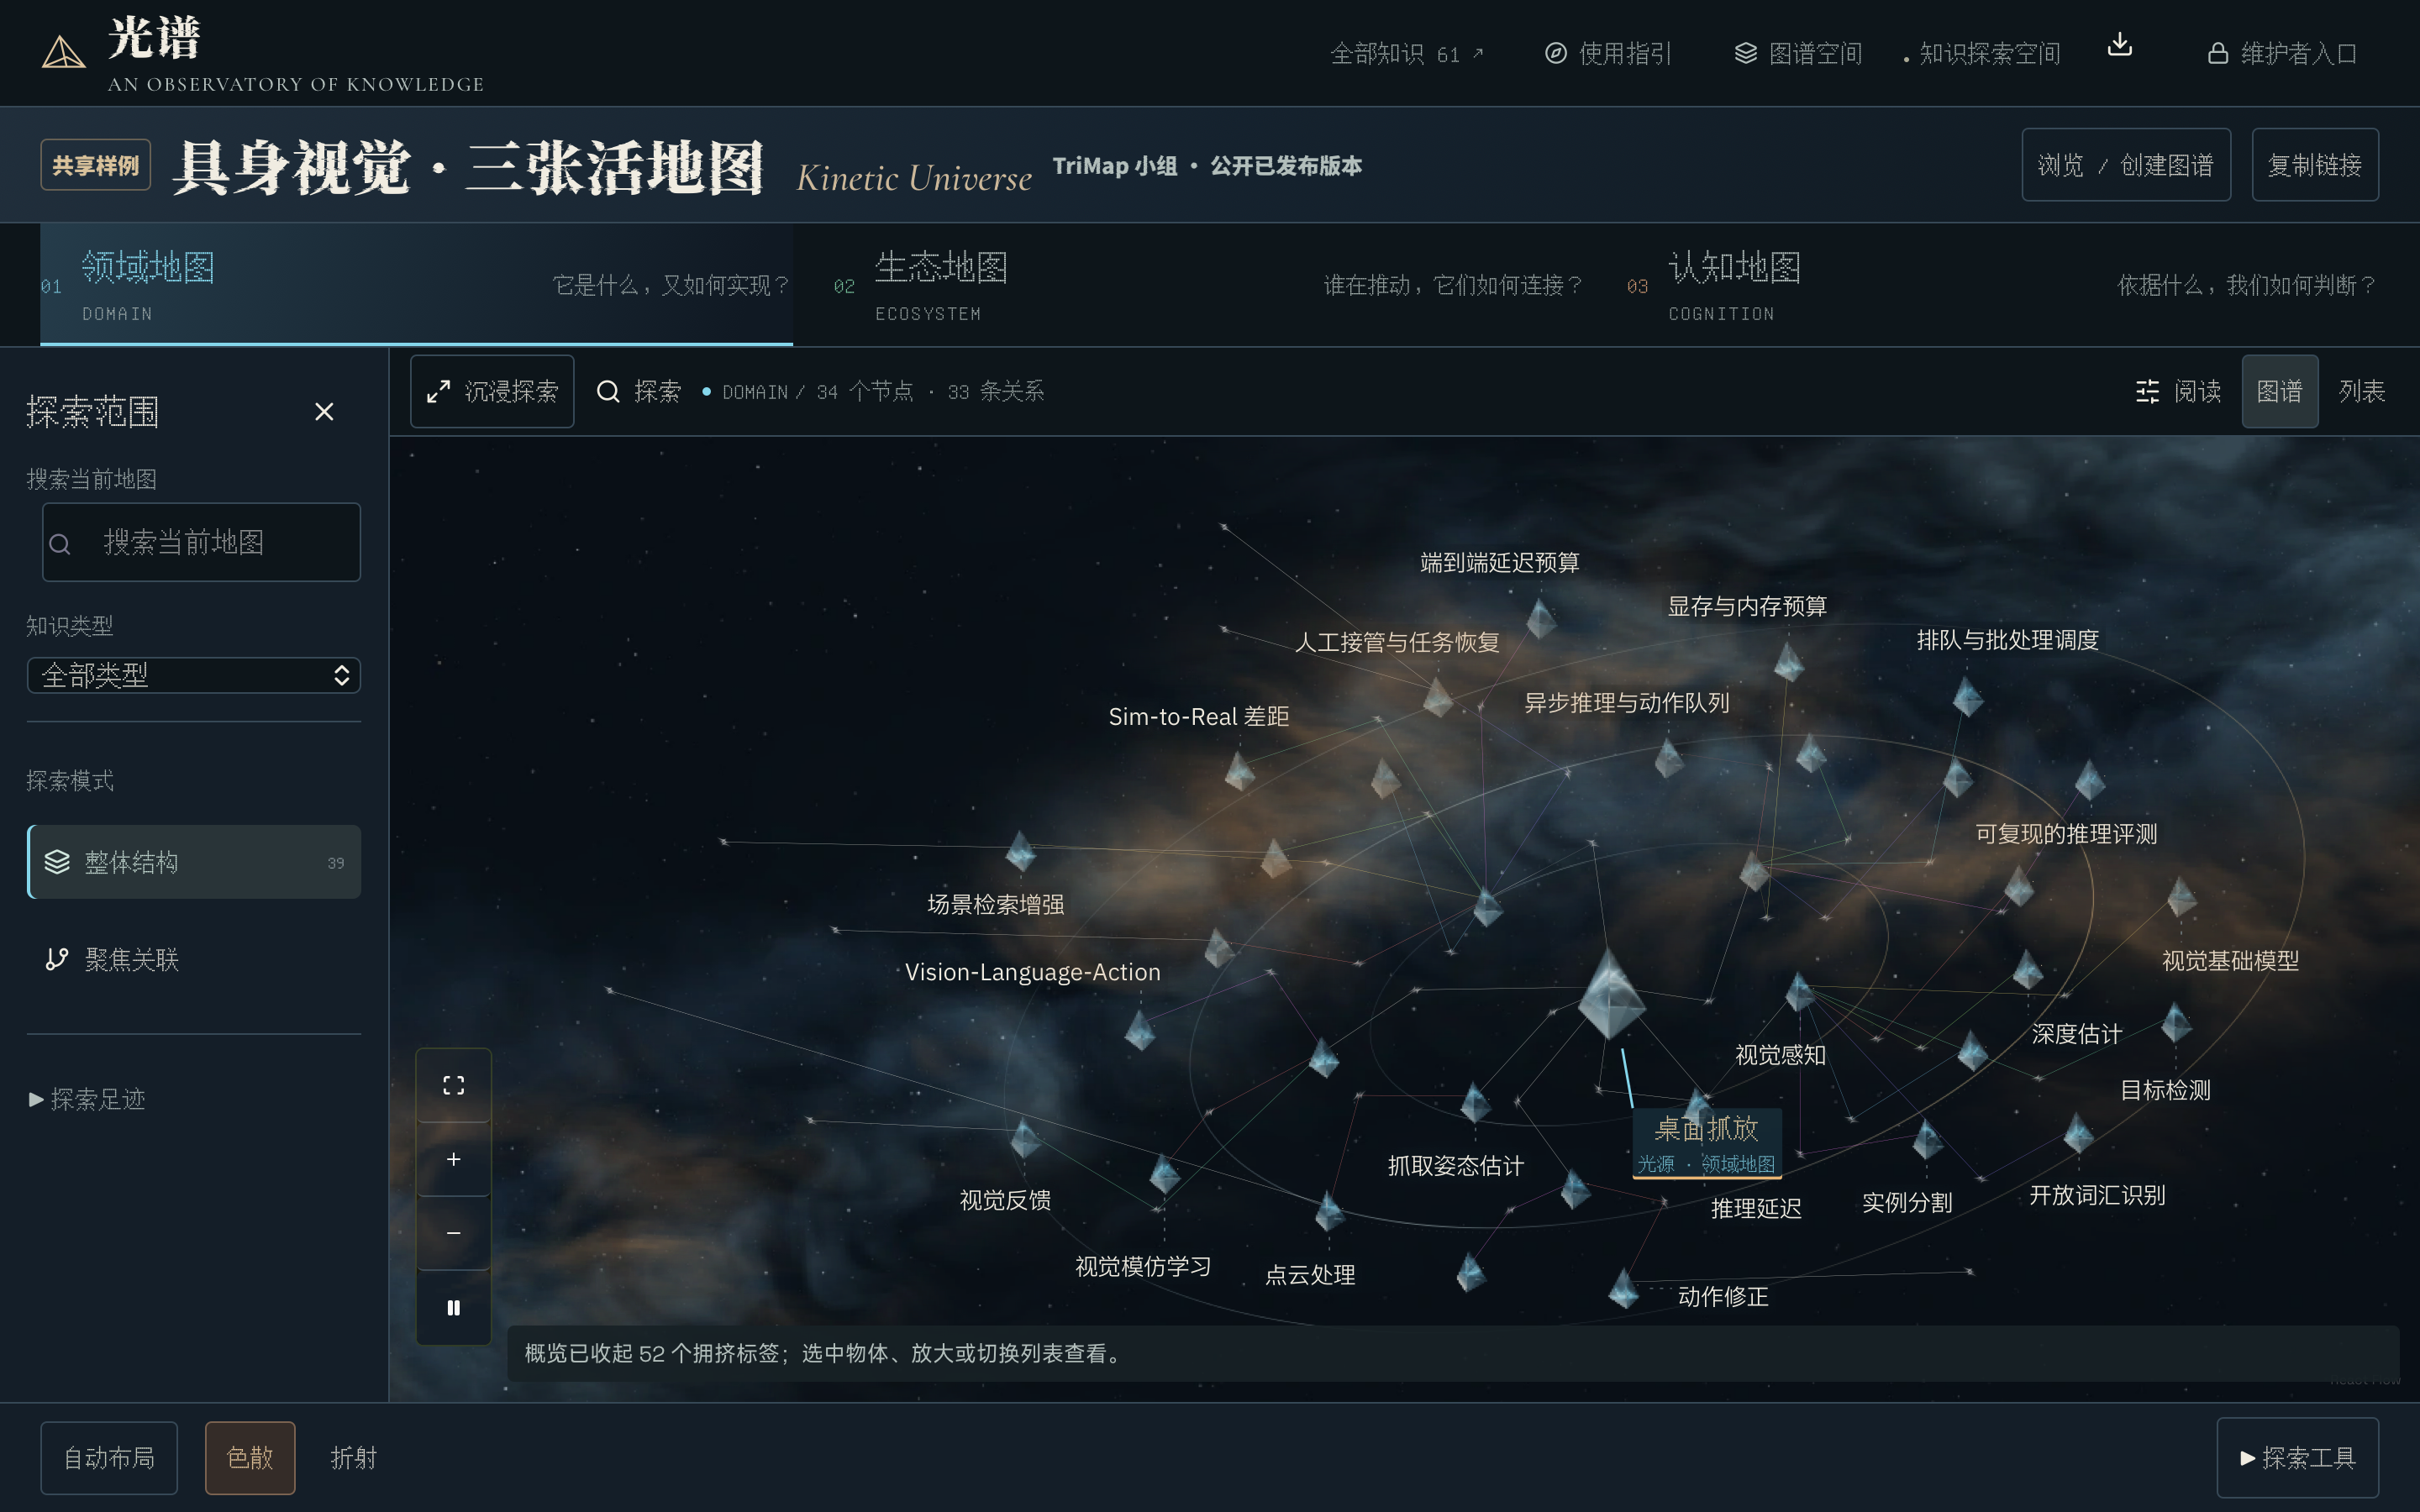 光谱
AN OBSERVATORY OF KNOWLEDGE
全部知识 61 ↗
使用指引
图谱空间
知识探索空间
维护者入口
共享样例
具身视觉·三张活地图
Kinetic Universe
TriMap 小组 · 公开已发布版本
浏览 / 创建图谱
复制链接
01 领域地图
DOMAIN
它是什么，又如何实现？
02 生态地图
ECOSYSTEM
谁在推动，它们如何连接？
03 认知地图
COGNITION
依据什么，我们如何判断？
探索范围
搜索当前地图
搜索当前地图
知识类型
全部类型
探索模式
整体结构 39
聚焦关联
▶ 探索足迹
沉浸探索
探索
DOMAIN / 34 个节点 · 33 条关系
阅读
图谱
列表
端到端延迟预算
显存与内存预算
人工接管与任务恢复
排队与批处理调度
Sim-to-Real 差距
异步推理与动作队列
可复现的推理评测
场景检索增强
视觉基础模型
Vision-Language-Action
深度估计
视觉感知
目标检测
桌面抓放
光源 · 领域地图
抓取姿态估计
视觉反馈
推理延迟
实例分割
开放词汇识别
视觉模仿学习
点云处理
动作修正
概览已收起 52 个拥挤标签；选中物体、放大或切换列表查看。
自动布局
色散
折射
▶ 探索工具